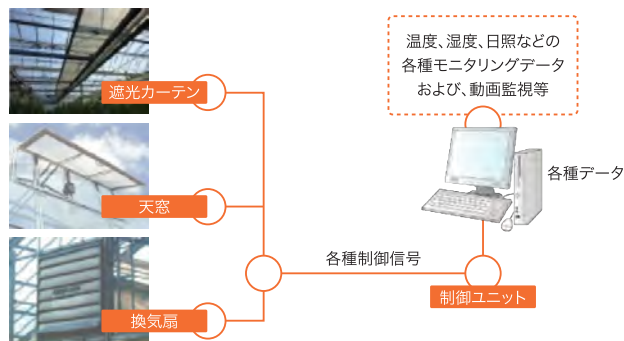 遮光カーテン
天窓
換気扇
温度、湿度、日照などの
各種モニタリングデータ
および、動画監視等
各種データ
各種制御信号
制御ユニット